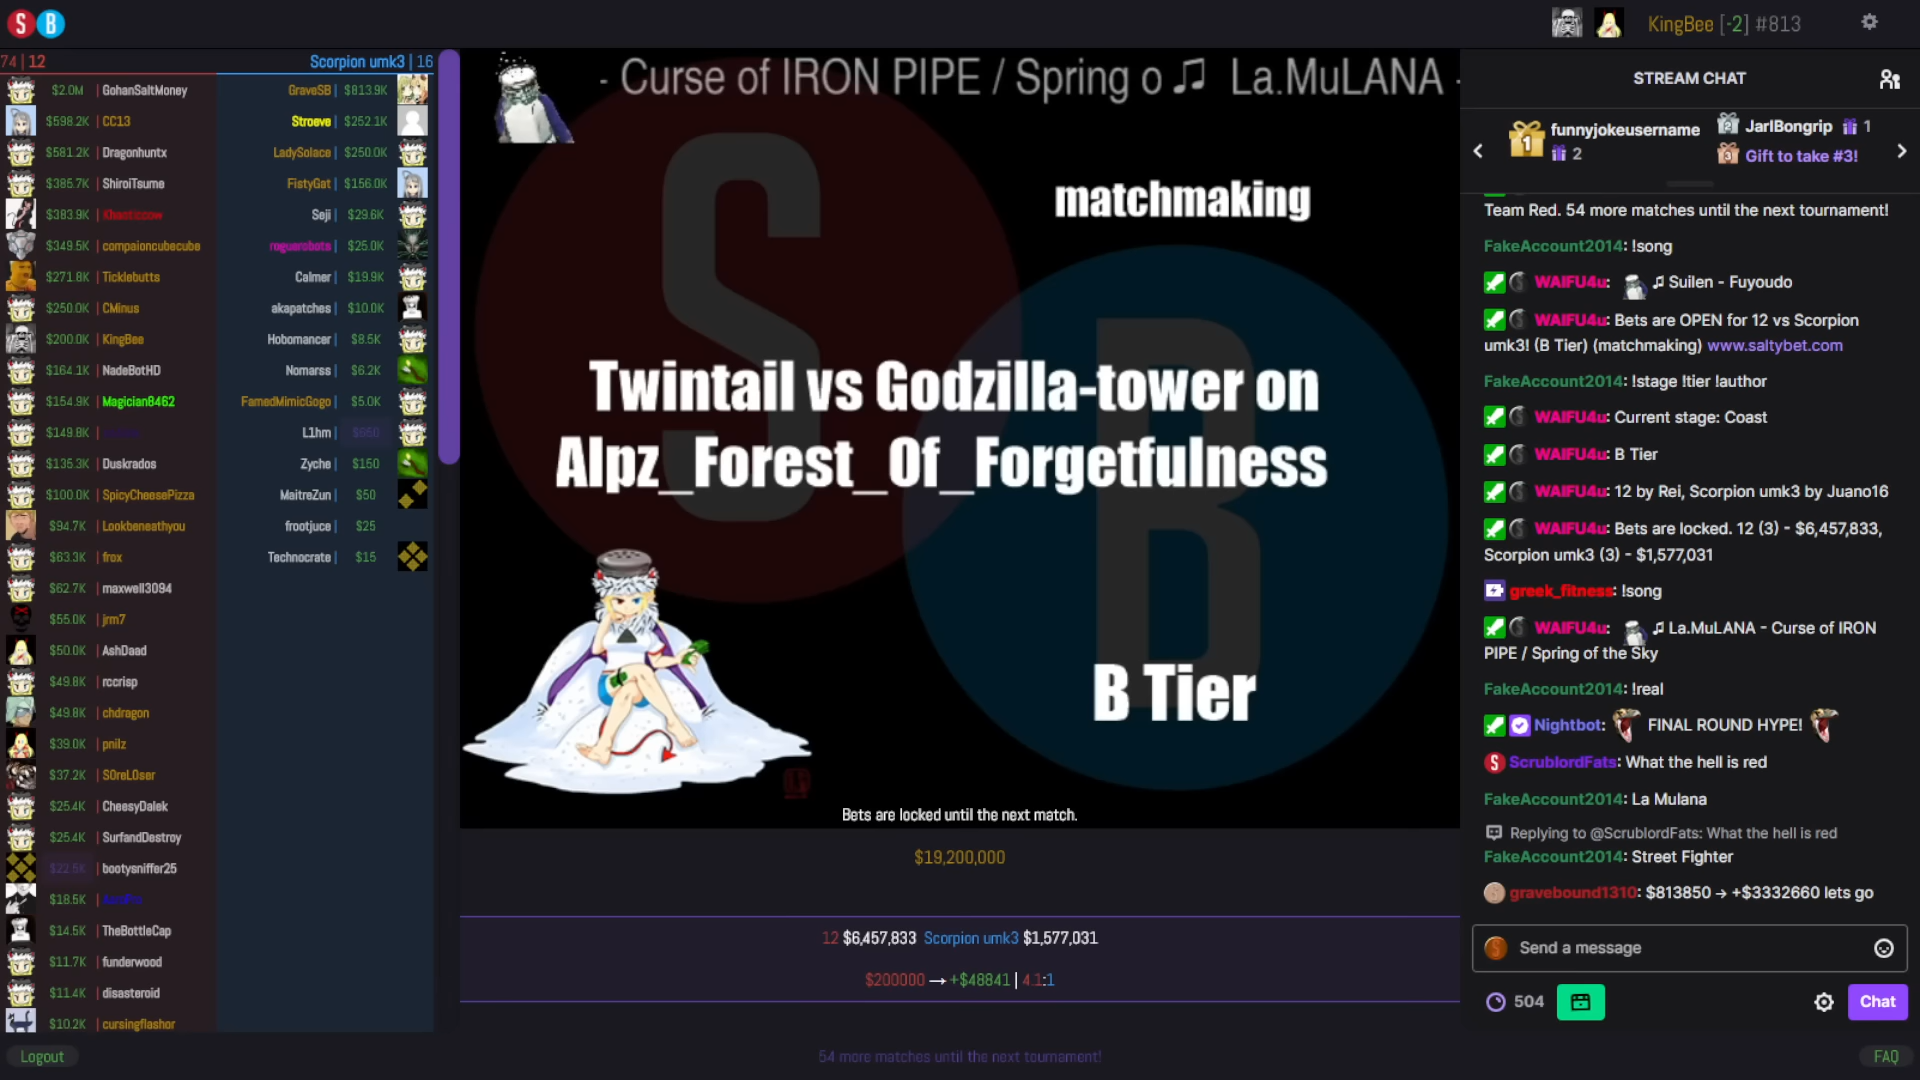 S B
KingBee [-2] #813
74 | 12
Scorpion umk3 | 16
$2.0M | GohanSaltMoney
$598.2K | CC13
$581.2K | Dragonhuntx
$385.7K | ShiroiTsume
$383.9K | Khanticcow
$349.5K | compaioncubecube
$271.8K | Ticklebutts
$250.0K | CMinus
$200.0K | KingBee
$164.1K | NadeBotHD
$154.9K | Magician8462
$149.8K |
$135.3K | Duskrados
$100.0K | SpicyCheesePizza
$94.7K | Lookbeneathyou
$63.3K | frox
$62.7K | maxwell3094
$55.0K | jrm7
$50.0K | AshDaad
$49.8K | rccrisp
$49.8K | chdragon
$39.0K | pnilz
$37.2K | S0reL0ser
$25.4K | CheesyDalek
$25.4K | SurfandDestroy
$22.5K | bootysniffer25
$18.5K |
$14.5K | TheBottleCap
$11.7K | funderwood
$11.4K | disasteroid
$10.2K | cursingflashor
GraveSB | $813.9K
Stroeve | $252.1K
LadySolace | $250.0K
FistyGat | $156.0K
Seji | $29.6K
roguerobots | $25.0K
Calmer | $19.9K
akapatches | $10.0K
Hobomancer | $8.5K
Nomarss | $6.2K
FamedMimicGogo | $5.0K
L1hm | $650
Zyche | $150
MaitreZun | $50
frootjuce | $25
Technocrate | $15
- Curse of IRON PIPE / Spring o ♫ La.MuLANA -
matchmaking
Twintail vs Godzilla-tower on
Alpz_Forest_Of_Forgetfulness
S
B
B Tier
Bets are locked until the next match.
$19,200,000
12 $6,457,833 Scorpion umk3 $1,577,031
$200000 → +$48841 | 4.1:1
STREAM CHAT
1 funnyjokeusername
2
2 JarlBongrip 1
3 Gift to take #3!
Team Red. 54 more matches until the next tournament!
FakeAccount2014: !song
WAIFU4u: ♫ Suilen - Fuyoudo
WAIFU4u: Bets are OPEN for 12 vs Scorpion
umk3! (B Tier) (matchmaking) www.saltybet.com
FakeAccount2014: !stage !tier !author
WAIFU4u: Current stage: Coast
WAIFU4u: B Tier
WAIFU4u: 12 by Rei, Scorpion umk3 by Juano16
WAIFU4u: Bets are locked. 12 (3) - $6,457,833,
Scorpion umk3 (3) - $1,577,031
greek_fitness: !song
WAIFU4u: ♫ La.MuLANA - Curse of IRON
PIPE / Spring of the Sky
FakeAccount2014: !real
Nightbot: FINAL ROUND HYPE!
ScrublordFats: What the hell is red
FakeAccount2014: La Mulana
Replying to @ScrublordFats: What the hell is red
FakeAccount2014: Street Fighter
gravebound1310: $813850 → +$3332660 lets go
Send a message
504
Chat
Logout
54 more matches until the next tournament!
FAQ